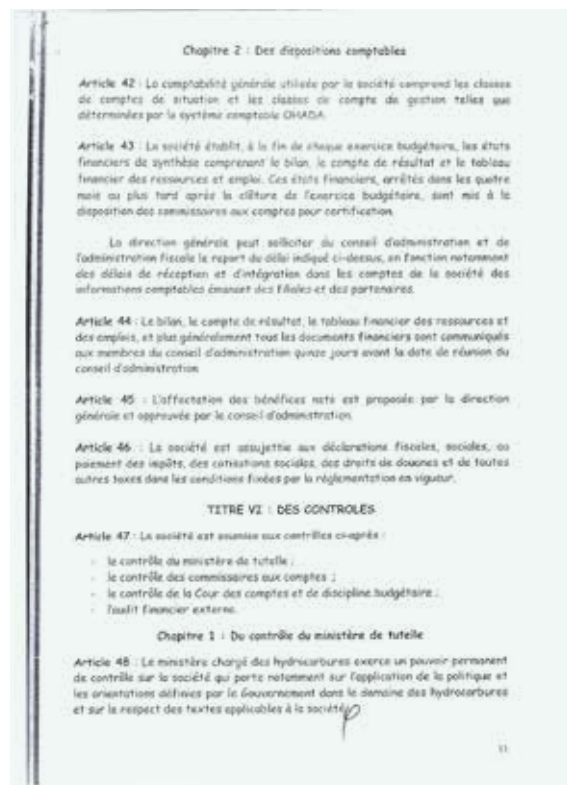 Chapitre 2 : Des dispositions comptables
Article 42 : La comptabilité générale utilisée par la société comprend les classes
de comptes de situation et les classes de compte de gestion telles que
déterminées par le système comptable OHADA.
Article 43 : La société établit, à la fin de chaque exercice budgétaire, les états
financiers de synthèse comprenant le bilan, le compte de résultat et le tableau
financier des ressources et emploi. Ces états financiers, arrêtés dans les quatre
mois au plus tard après la clôture de l'exercice budgétaire, sont mis à la
disposition des commissaires aux comptes pour certification.
La direction générale peut solliciter du conseil d'administration et de
l'administration fiscale le report du délai indiqué ci-dessus, en fonction notamment
des délais de réception et d'intégration dans les comptes de la société des
informations comptables émanant des filiales et des partenaires.
Article 44 : Le bilan, le compte de résultat, le tableau financier des ressources et
des emplois, et plus généralement tous les documents financiers sont communiqués
aux membres du conseil d'administration quinze jours avant la date de réunion du
conseil d'administration.
Article 45 : L'affectation des bénéfices nets est proposée par la direction
générale et approuvée par le conseil d'administration.
Article 46 : La société est assujettie aux déclarations fiscales, sociales, au
paiement des impôts, des cotisations sociales, des droits de douanes et de toutes
autres taxes dans les conditions fixées par la réglementation en vigueur.
TITRE VI : DES CONTROLES
Article 47 : La société est soumise aux contrôles ci-après :
- le contrôle du ministère de tutelle ;
- le contrôle des commissaires aux comptes ;
- le contrôle de la Cour des comptes et de discipline budgétaire ;
- l'audit financier externe.
Chapitre 1 : Du contrôle du ministère de tutelle
Article 48 : Le ministère chargé des hydrocarbures exerce un pouvoir permanent
de contrôle sur la société qui porte notamment sur l'application de la politique et
les orientations définies par le Gouvernement dans le domaine des hydrocarbures
et sur le respect des textes applicables à la société.